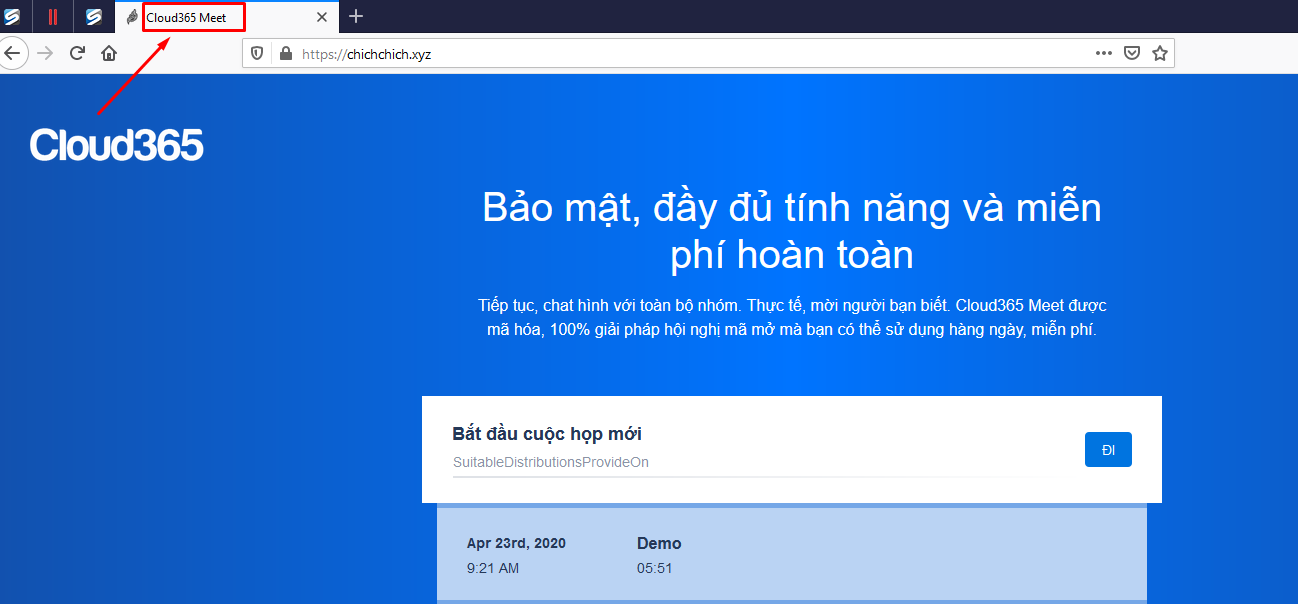 Cloud365 Meet
https://chichchich.xyz
Cloud365
Bảo mật, đầy đủ tính năng và miễn
phí hoàn toàn
Tiếp tục, chat hình với toàn bộ nhóm. Thực tế, mời người bạn biết. Cloud365 Meet được
mã hóa, 100% giải pháp hội nghị mã mở mà bạn có thể sử dụng hàng ngày, miễn phí.
Bắt đầu cuộc họp mới
SuitableDistributionsProvideOn
ĐI
Apr 23rd, 2020
Demo
9:21 AM
05:51